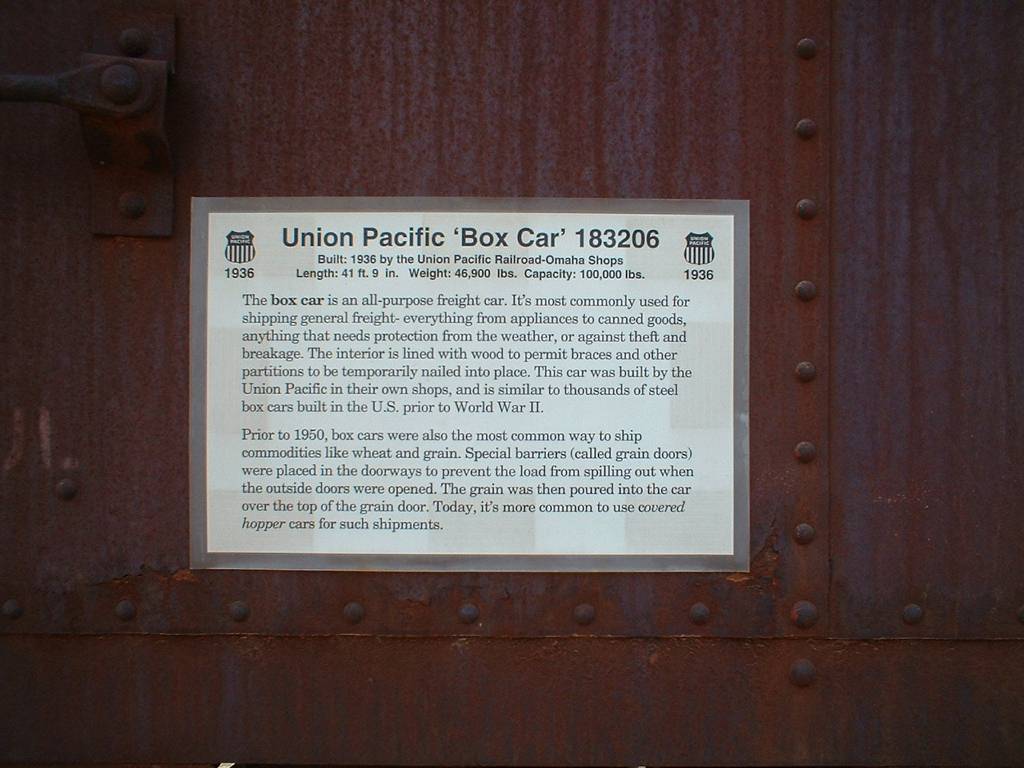 Union Pacific 'Box Car' 183206
UNION
PACIFIC
1936
UNION
PACIFIC
1936
Built: 1936 by the Union Pacific Railroad-Omaha Shops
Length: 41 ft. 9 in. Weight: 46,900 lbs. Capacity: 100,000 lbs.
The box car is an all-purpose freight car. It's most commonly used for
shipping general freight- everything from appliances to canned goods,
anything that needs protection from the weather, or against theft and
breakage. The interior is lined with wood to permit braces and other
partitions to be temporarily nailed into place. This car was built by the
Union Pacific in their own shops, and is similar to thousands of steel
box cars built in the U.S. prior to World War II.
Prior to 1950, box cars were also the most common way to ship
commodities like wheat and grain. Special barriers (called grain doors)
were placed in the doorways to prevent the load from spilling out when
the outside doors were opened. The grain was then poured into the car
over the top of the grain door. Today, it's more common to use covered
hopper cars for such shipments.